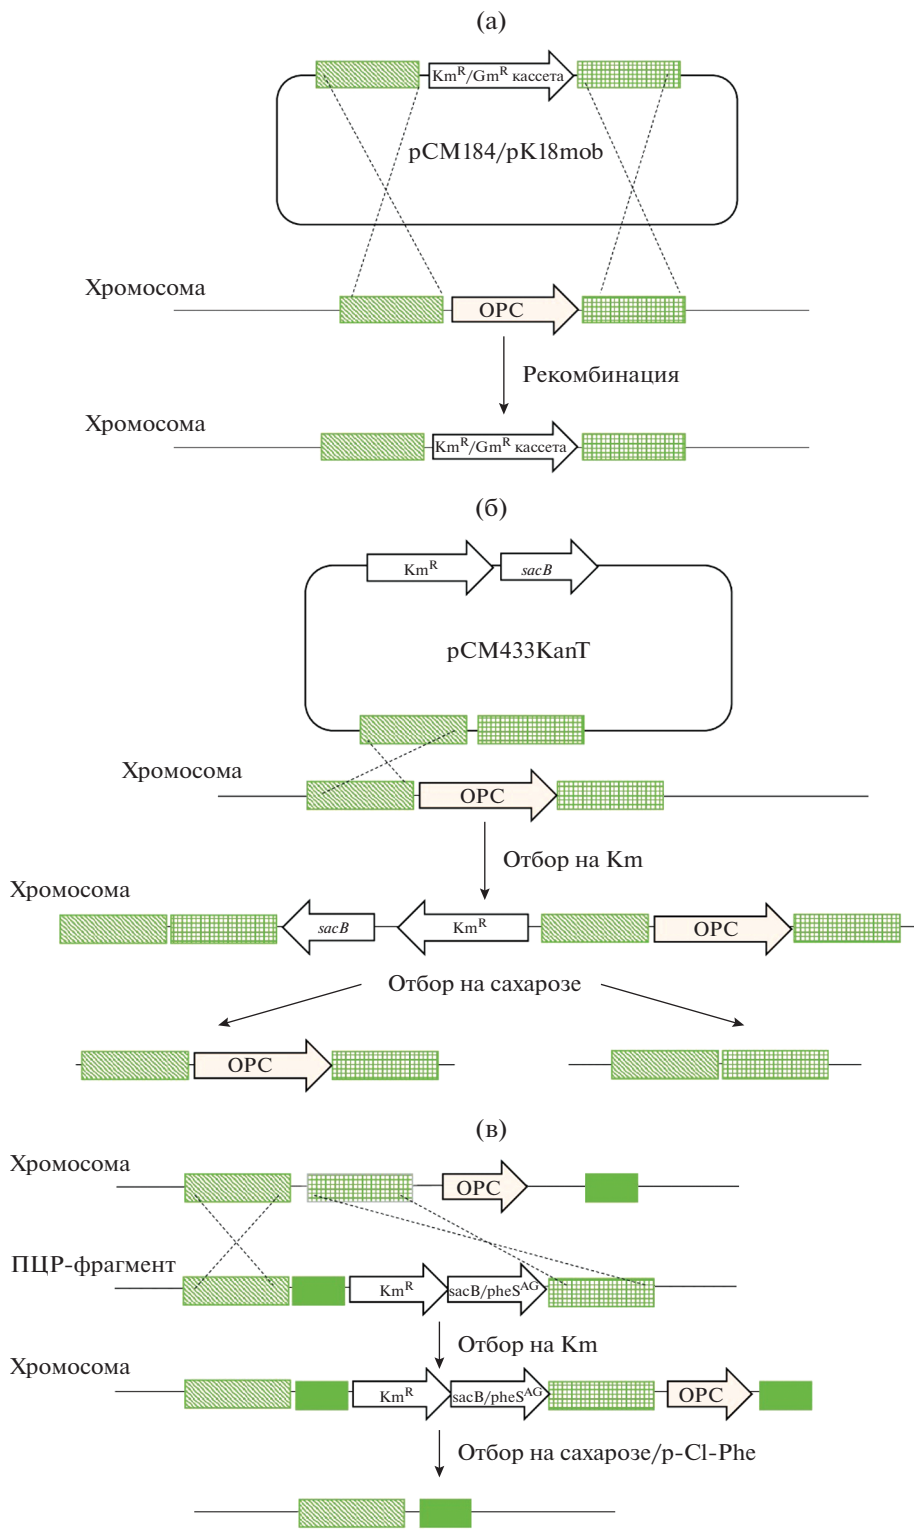 (а)
Km^R/Gm^R кассета
pCM184/pK18mob
Хромосома
ОРС
Рекомбинация
Хромосома
Km^R/Gm^R кассета
(б)
Km^R
sacB
pCM433KanT
Хромосома
ОРС
Отбор на Km
Хромосома
sacB
Km^R
ОРС
Отбор на сахарозе
ОРС
(в)
Хромосома
ОРС
ПЦР-фрагмент
Km^R
sacB/pheS^AG
Отбор на Km
Хромосома
Km^R
sacB/pheS^AG
ОРС
Отбор на сахарозе/p-Cl-Phe